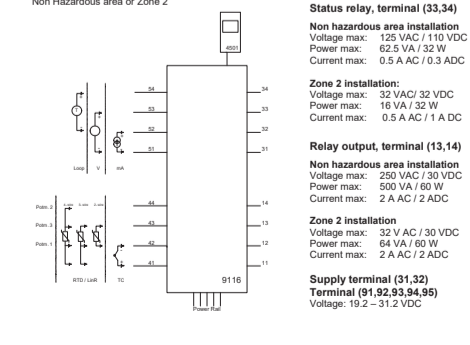 Non Hazardous area or Zone 2
4501
54
53
52
51
44
43
42
41
34
33
32
31
14
13
12
11
9116
Power Rail
Loop
V
mA
Potm. 2
Potm. 3
Potm. 1
RTD / LinR
TC
Status relay, terminal (33,34)
Non hazardous area installation
Voltage max: 125 VAC / 110 VDC
Power max: 62.5 VA / 32 W
Current max: 0.5 A AC / 0.3 ADC
Zone 2 installation:
Voltage max: 32 VAC/ 32 VDC
Power max: 16 VA / 32 W
Current max: 0.5 A AC / 1 A DC
Relay output, terminal (13,14)
Non hazardous area installation
Voltage max: 250 VAC / 30 VDC
Power max: 500 VA / 60 W
Current max: 2 A AC / 2 ADC
Zone 2 installation
Voltage max: 32 V AC / 30 VDC
Power max: 64 VA / 60 W
Current max: 2 A AC / 2 ADC
Supply terminal (31,32)
Terminal (91,92,93,94,95)
Voltage: 19.2 – 31.2 VDC